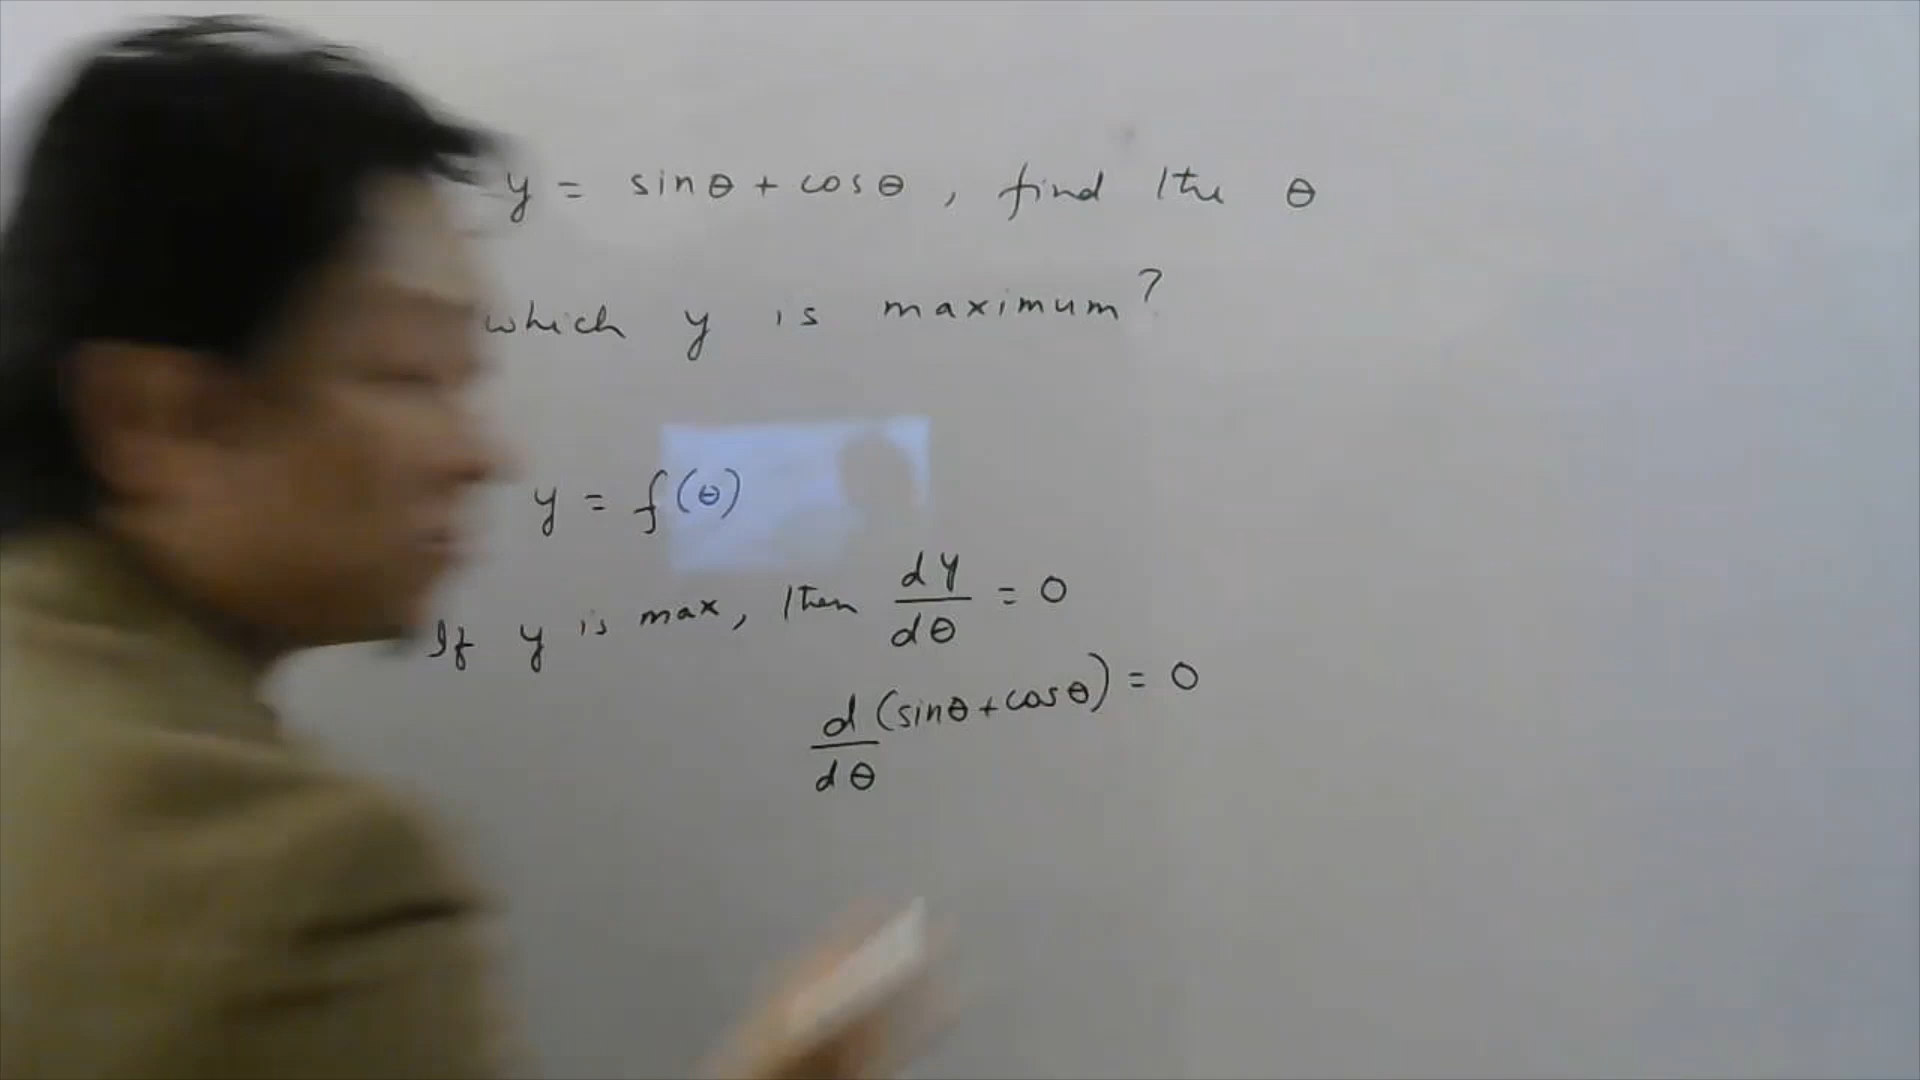 y = sinθ + cosθ, find the θ
which y is maximum?
y = f(θ)
If y is max, then dy/dθ = 0
d/dθ (sinθ + cosθ) = 0